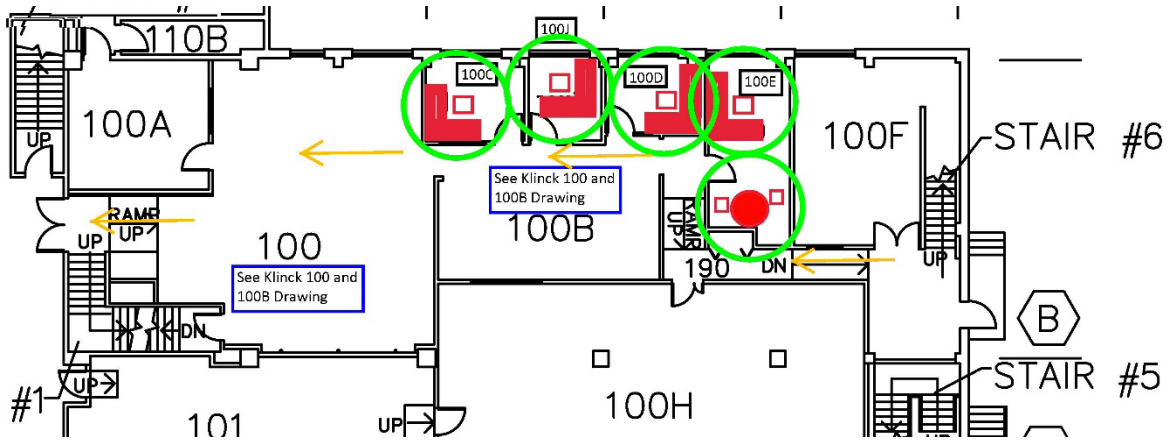 110B
100J
100C
100D
100E
UP
100A
100F
STAIR #6
See Klinck 100 and
100B Drawing
RAMP
UP
UP
100
100B
RAMP
UP
UP
See Klinck 100 and
100B Drawing
190
DN
B
DN
#1
UP
100H
STAIR #5
101
UP
UP